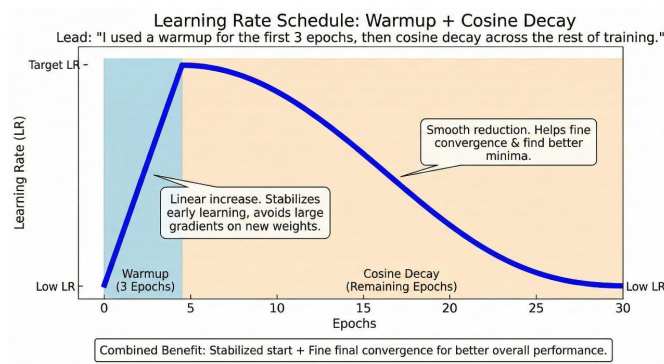 Learning Rate Schedule: Warmup + Cosine Decay
Lead: "I used a warmup for the first 3 epochs, then cosine decay across the rest of training."
Target LR
Learning Rate (LR)
Smooth reduction. Helps fine
convergence & find better
minima.
Linear increase. Stabilizes
early learning, avoids large
gradients on new weights.
Warmup
(3 Epochs)
Cosine Decay
(Remaining Epochs)
Low LR
Low LR
0 5 10 15 20 25 30
Epochs
Combined Benefit: Stabilized start + Fine final convergence for better overall performance.